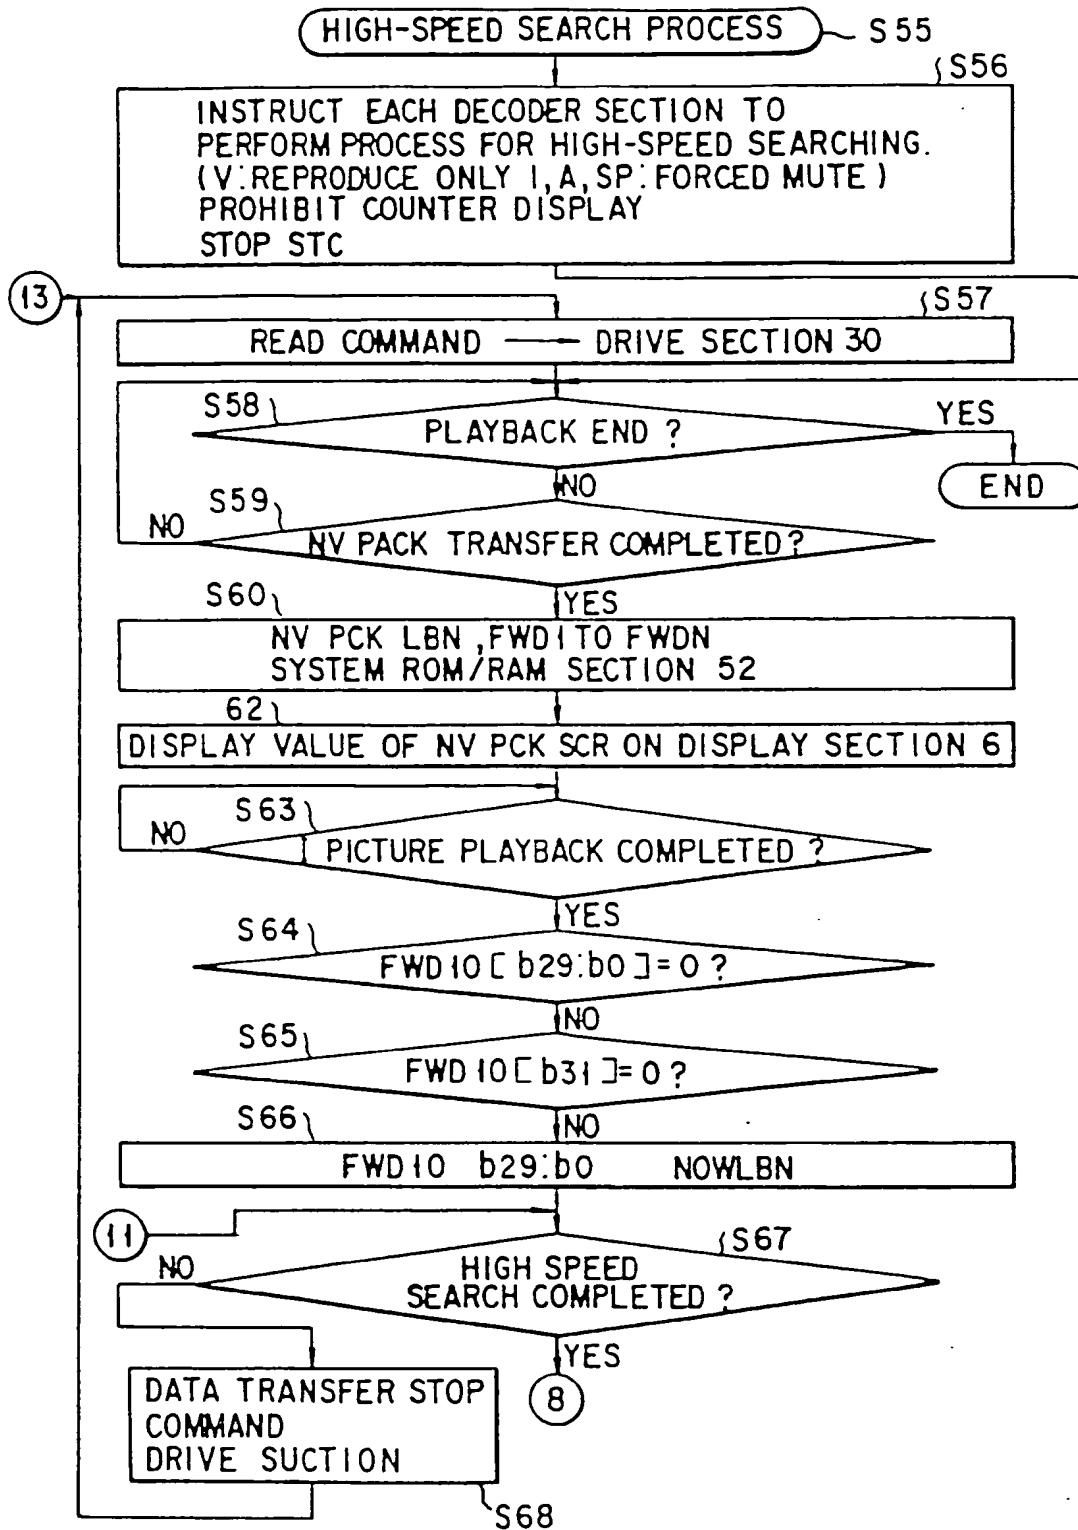 HIGH-SPEED SEARCH PROCESS
S55
S56
INSTRUCT EACH DECODER SECTION TO
PERFORM PROCESS FOR HIGH-SPEED SEARCHING.
(V:REPRODUCE ONLY I, A, SP:FORCED MUTE)
PROHIBIT COUNTER DISPLAY
STOP STC
13
S57
READ COMMAND → DRIVE SECTION 30
S58
PLAYBACK END ?
YES
END
NO
S59
NO
NV PACK TRANSFER COMPLETED?
S60
YES
NV PCK LBN ,FWD1 TO FWDN
SYSTEM ROM/RAM SECTION 52
62
DISPLAY VALUE OF NV PCK SCR ON DISPLAY SECTION 6
S63
NO
PICTURE PLAYBACK COMPLETED ?
YES
S64
FWD10[b29:b0]=0?
NO
S65
FWD10[b31]=0?
NO
S66
FWD10 b29:b0 NOWLBN
11
S67
NO
HIGH SPEED
SEARCH COMPLETED ?
YES
8
DATA TRANSFER STOP
COMMAND
DRIVE SUCTION
S68